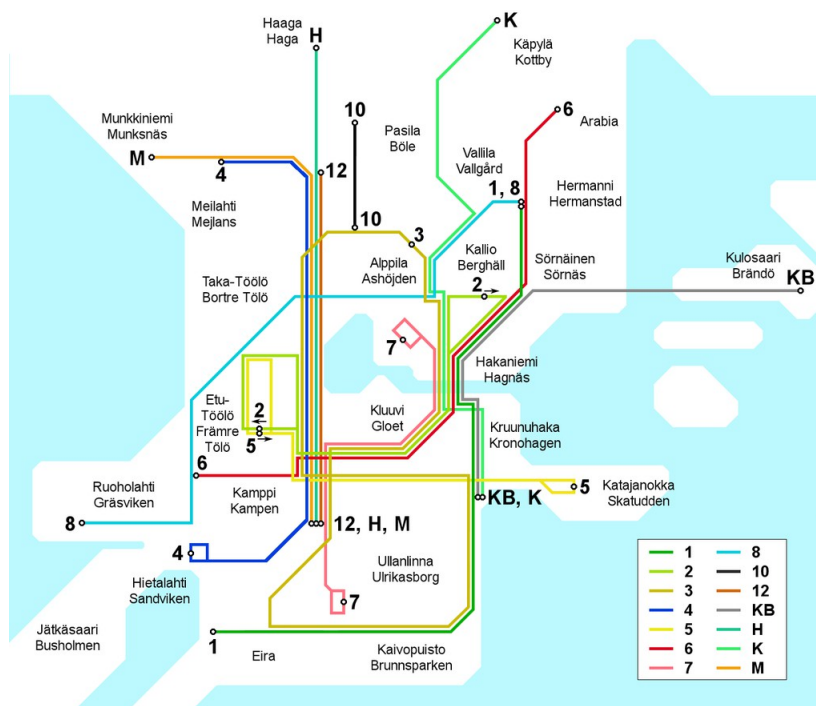 Haaga
Haga
H
K
Käpylä
Kottby
Munkkiniemi
Munksnäs
10
Pasila
Böle
6
Arabia
M
4
12
Vallila
Vallgård
1, 8
Hermanni
Hermanstad
Meilahti
Mejlans
10
3
Alppila
Ashöjden
Kallio
Berghäll
Sörnäinen
Sörnäs
Kulosaari
Brändö
KB
Taka-Töölö
Bortre Tölö
2
7
Hakaniemi
Hagnäs
Etu-
Töölö
Främre
Tölö
2
5
Kluuvi
Gloet
Kruunuhaka
Kronohagen
6
Ruoholahti
Gräsviken
Kamppi
Kampen
KB, K
5
Katajanokka
Skatudden
8
12, H, M
4
Ullanlinna
Ulrikasborg
Hietalahti
Sandviken
7
Jätkäsaari
Busholmen
1
Eira
Kaivopuisto
Brunnsparken
1
8
2
10
3
12
4
KB
5
H
6
K
7
M